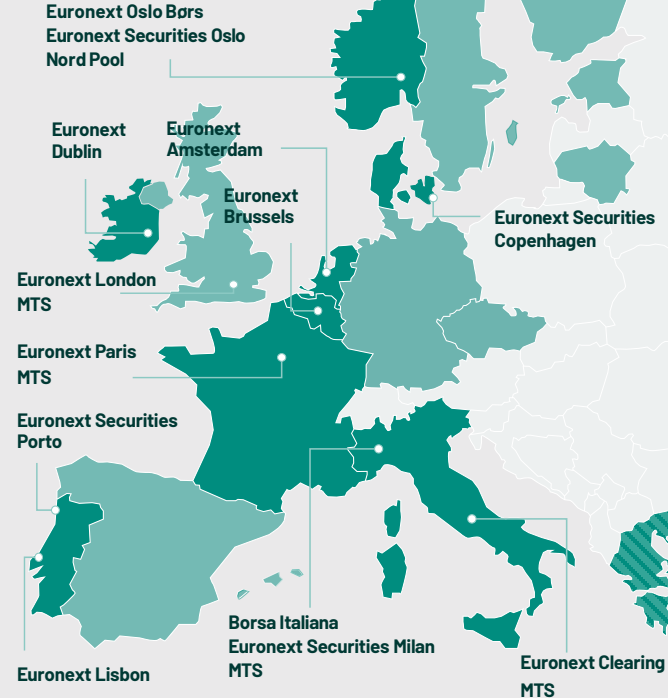 Euronext Oslo Børs
Euronext Securities Oslo
Nord Pool
Euronext
Dublin
Euronext
Amsterdam
Euronext
Brussels
Euronext Securities
Copenhagen
Euronext London
MTS
Euronext Paris
MTS
Euronext Securities
Porto
Borsa Italiana
Euronext Securities Milan
MTS
Euronext Lisbon
Euronext Clearing
MTS